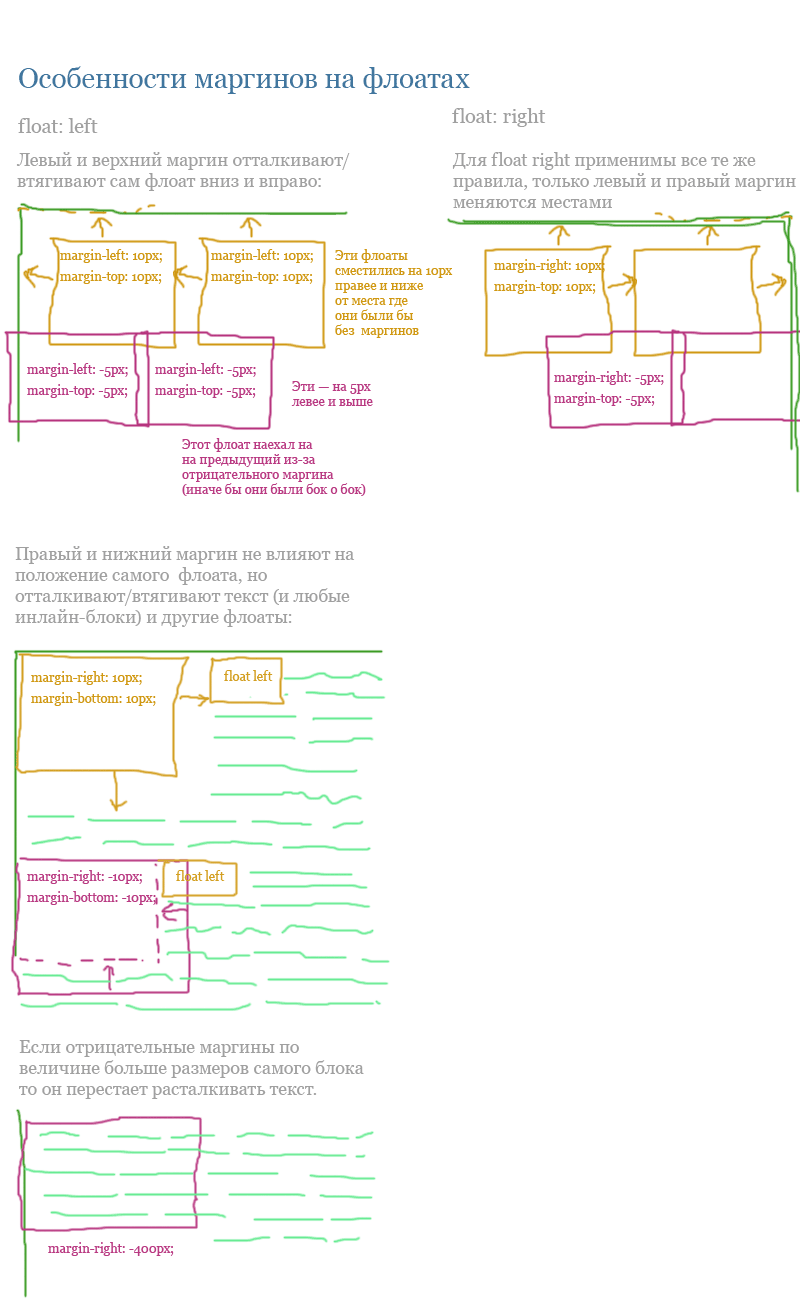 Особенности маргинов на флоатах
float: left
Левый и верхний маргин отталкивают/
втягивают сам флоат вниз и вправо:
margin-left: 10px;
margin-top: 10px;
margin-left: 10px;
margin-top: 10px;
Эти флоаты
сместились на 10px
правее и ниже
от места где
они были бы
без маргинов
margin-left: -5px;
margin-top: -5px;
margin-left: -5px;
margin-top: -5px;
Эти — на 5px
левее и выше
Этот флоат наехал на
на предыдущий из-за
отрицательного маргина
(иначе бы они были бок о бок)
float: right
Для float right применимы все те же
правила, только левый и правый маргин
меняются местами
margin-right: 10px;
margin-top: 10px;
margin-right: -5px;
margin-top: -5px;
Правый и нижний маргин не влияют на
положение самого флоата, но
отталкивают/втягивают текст (и любые
инлайн-блоки) и другие флоаты:
margin-right: 10px;
margin-bottom: 10px;
float left
margin-right: -10px;
margin-bottom: -10px;
float left
Если отрицательные маргины по
величине больше размеров самого блока
то он перестает расталкивать текст.
margin-right: -400px;